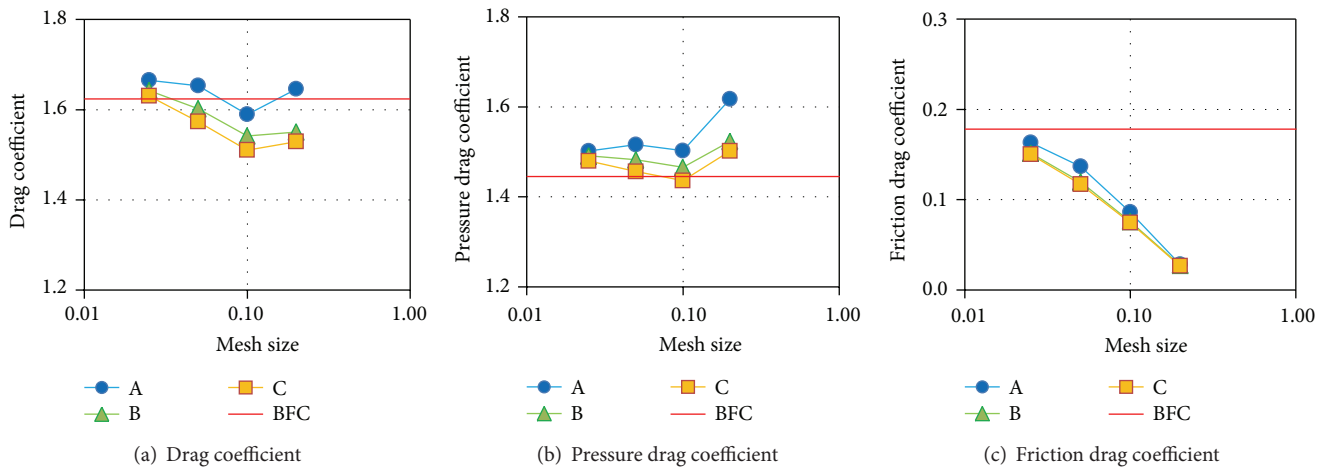 1.8
1.6
1.4
1.2
Drag coefficient
0.01
0.10
1.00
Mesh size
A
C
B
BFC
(a) Drag coefficient
1.8
1.6
1.4
1.2
Pressure drag coefficient
0.01
0.10
1.00
Mesh size
A
C
B
BFC
(b) Pressure drag coefficient
0.3
0.2
0.1
0.0
Friction drag coefficient
0.01
0.10
1.00
Mesh size
A
C
B
BFC
(c) Friction drag coefficient